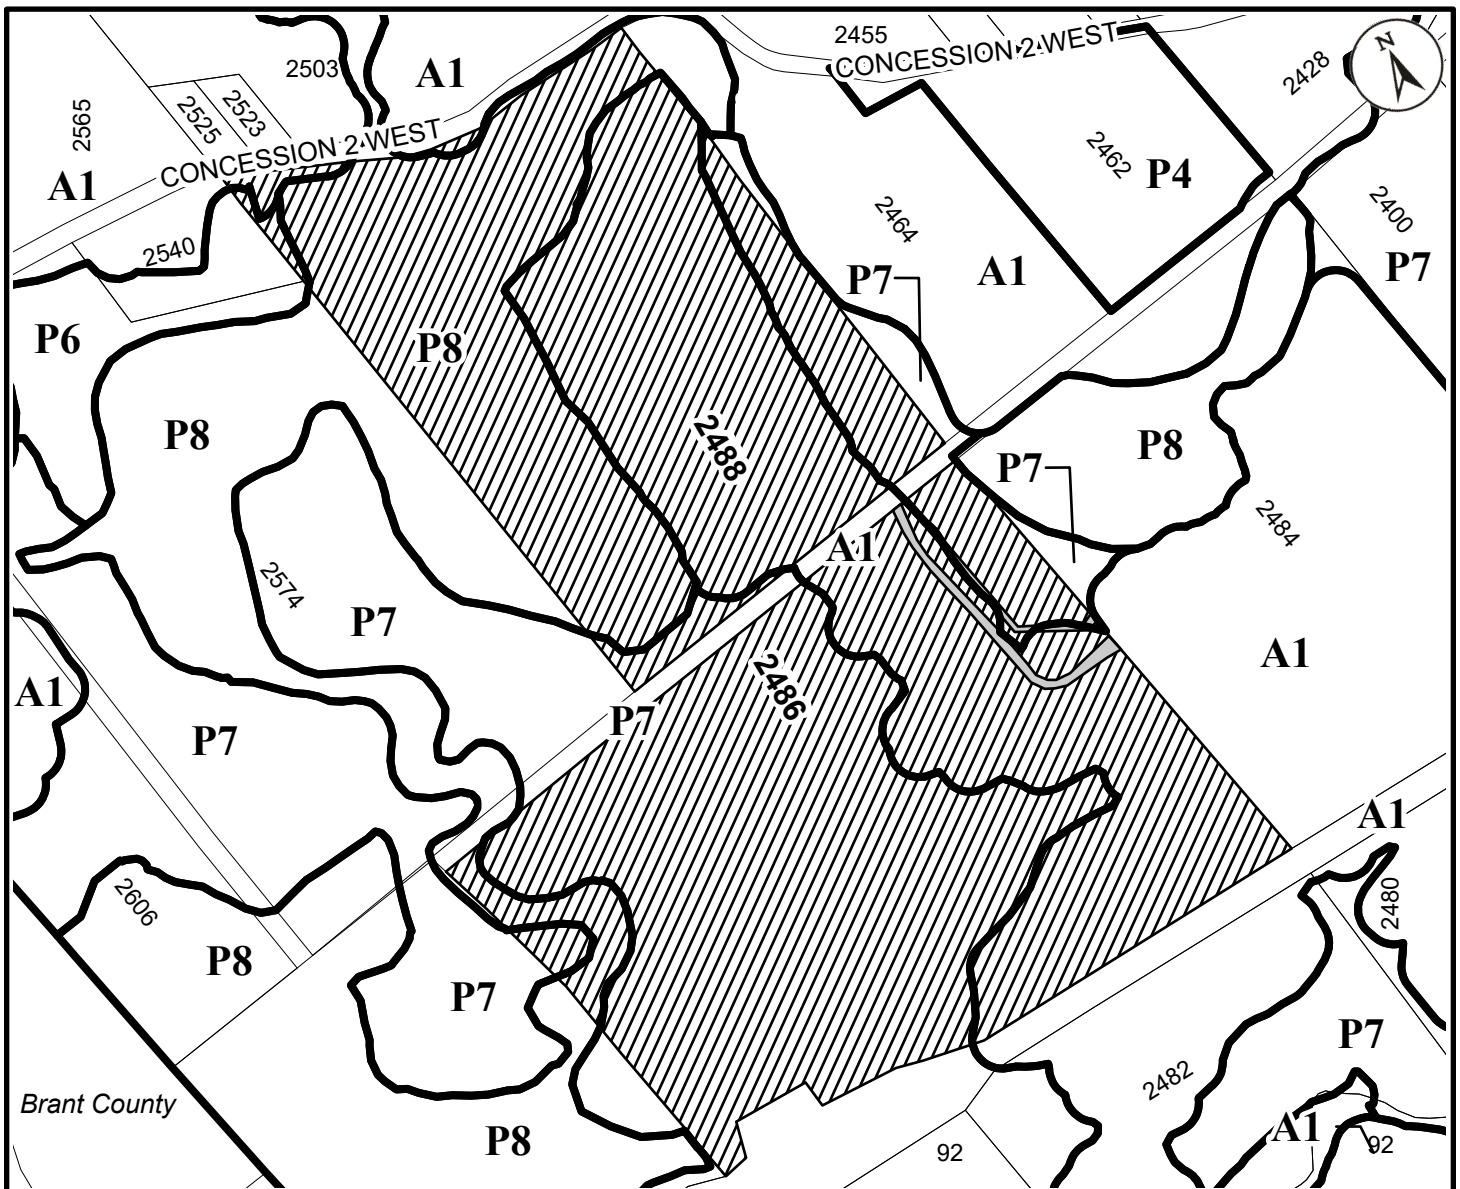 2455
CONCESSION 2 WEST
N
2503
A1
2428
2565
2525
2523
CONCESSION 2 WEST
2462
P4
A1
2464
2400
2540
P7
A1
P7
P6
P8
P8
2488
P7
P8
2484
A1
2574
P7
A1
2486
A1
P7
P7
A1
2606
2480
P8
P7
P7
2482
Brant County
A1
P8
92
92